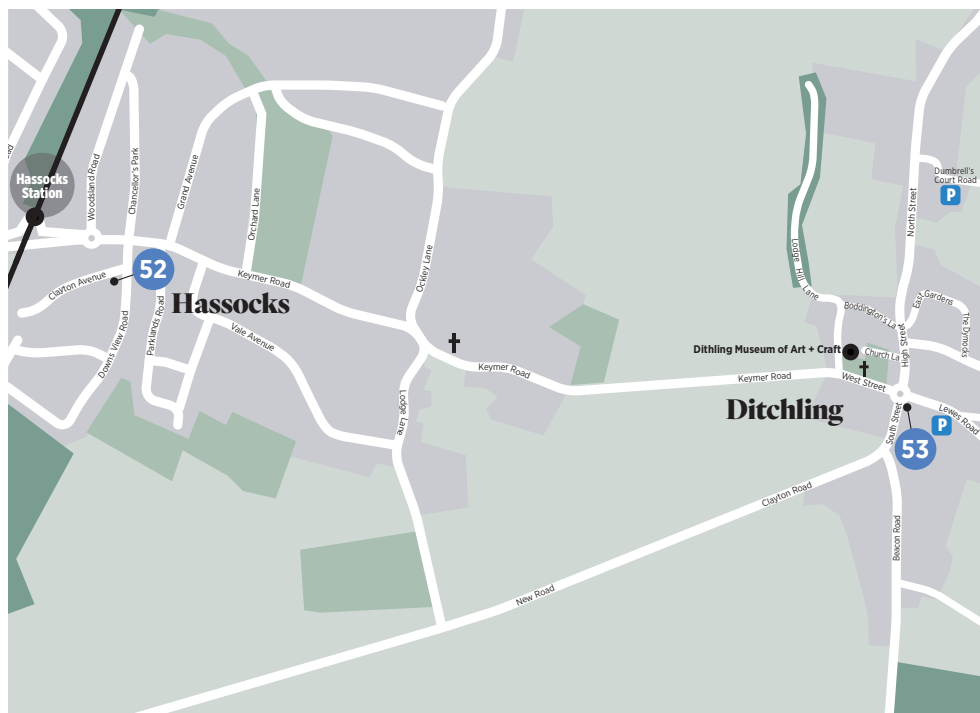 Hassocks
Station
Woodsland Road
Chancellor's Park
Grand Avenue
Orchard Lane
Ockley Lane
Keymer Road
Clayton Avenue
52
Hassocks
Downs View Road
Parklands Road
Vale Avenue
Lodge Lane
Keymer Road
Keymer Road
New Road
Clayton Road
Lodge Hill Lane
North Street
Dumbrell's
Court Road
P
Boddington's La
East Gardens
The Dymocks
High Street
Dithling Museum of Art + Craft
Church La
West Street
Ditchling
Lewes Road
P
South Street
53
Beacon Road